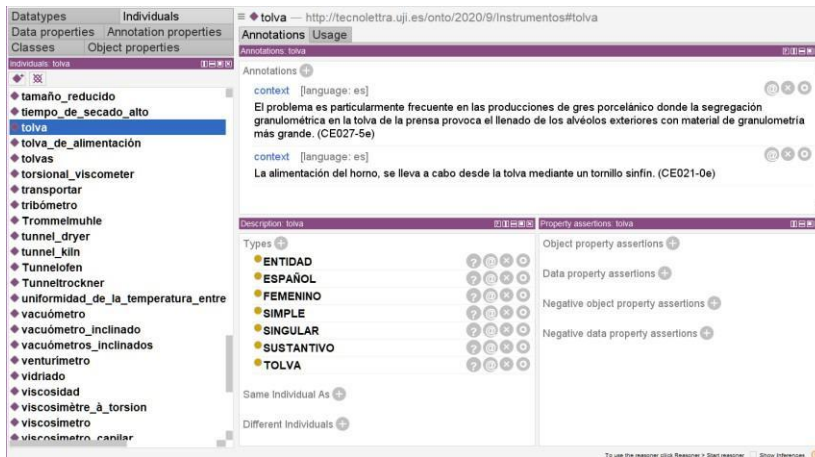 Datatypes Individuals
Data properties Annotation properties
Classes Object properties
Individuals: tolva
tamaño_reducido
tiempo_de_secado_alto
tolva
tolva_de_alimentación
tolvas
torsional_viscometer
transportar
tribómetro
Trommelmuhle
tunnel_dryer
tunnel_kiln
Tunnelofen
Tunneltrockner
uniformidad_de_la_temperatura_entre
vacuómetro
vacuómetro_inclinado
vacuómetros_inclinados
venturímetro
vidriado
viscosidad
viscosimètre_à_torsion
viscosímetro
viscosímetro_capilar
tolva — http://tecnolettra.uji.es/onto/2020/9/Instrumentos#tolva
Annotations Usage
Annotations: tolva
Annotations
context [language: es]
El problema es particularmente frecuente en las producciones de gres porcelánico donde la segregación
granulométrica en la tolva de la prensa provoca el llenado de los alvéolos exteriores con material de granulometría
más grande. (CE027-5e)
context [language: es]
La alimentación del horno, se lleva a cabo desde la tolva mediante un tornillo sinfín. (CE021-0e)
Description: tolva
Types
ENTIDAD
ESPAÑOL
FEMENINO
SIMPLE
SINGULAR
SUSTANTIVO
TOLVA
Same Individual As
Different Individuals
Property assertions: tolva
Object property assertions
Data property assertions
Negative object property assertions
Negative data property assertions
To use the reasoner click Reasoner > Start reasoner Show Inferences